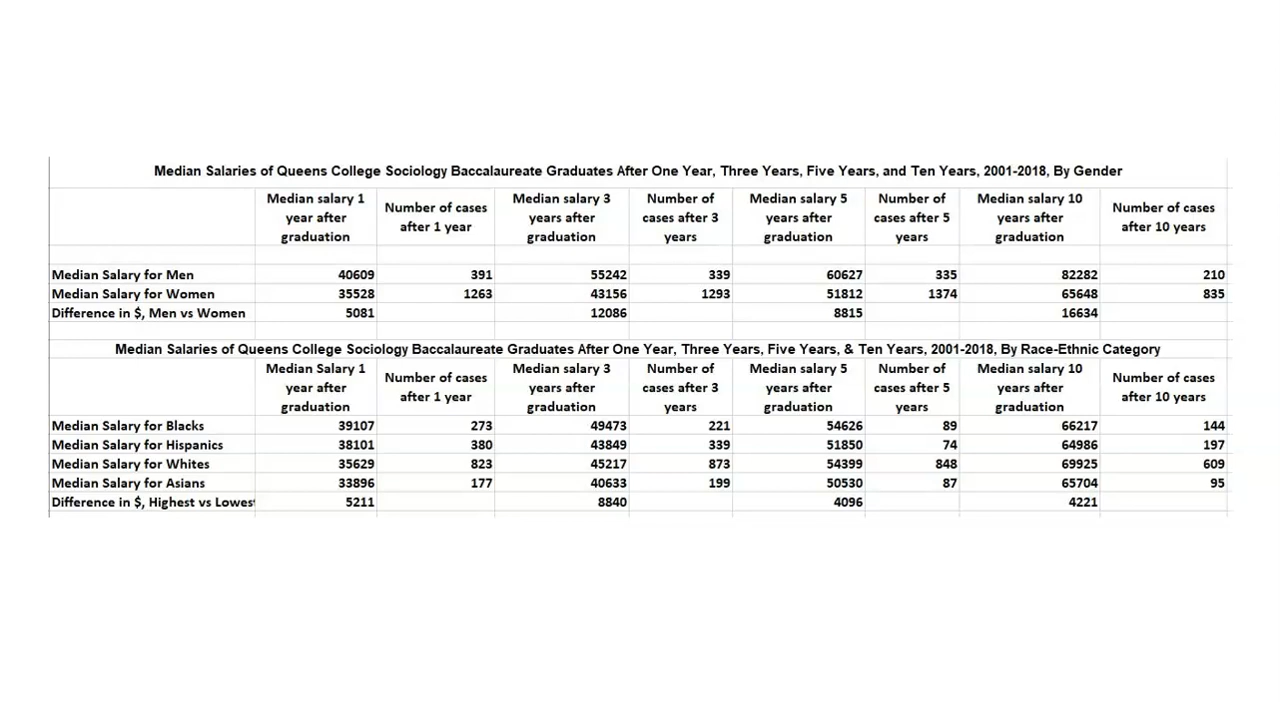 Median Salaries of Queens College Sociology Baccalaureate Graduates After One Year, Three Years, Five Years, and Ten Years, 2001-2018, By Gender
Median salary 1 year after graduation Number of cases after 1 year Median salary 3 years after graduation Number of cases after 3 years Median salary 5 years after graduation Number of cases after 5 years Median salary 10 years after graduation Number of cases after 10 years
Median Salary for Men 40609 391 55242 339 60627 335 82282 210
Median Salary for Women 35528 1263 43156 1293 51812 1374 65648 835
Difference in $, Men vs Women 5081 12086 8815 16634
Median Salaries of Queens College Sociology Baccalaureate Graduates After One Year, Three Years, Five Years, & Ten Years, 2001-2018, By Race-Ethnic Category
Median Salary 1 year after graduation Number of cases after 1 year Median salary 3 years after graduation Number of cases after 3 years Median salary 5 years after graduation Number of cases after 5 years Median salary 10 years after graduation Number of cases after 10 years
Median Salary for Blacks 39107 273 49473 221 54626 89 66217 144
Median Salary for Hispanics 38101 380 43849 339 51850 74 64986 197
Median Salary for Whites 35629 823 45217 873 54399 848 69925 609
Median Salary for Asians 33896 177 40633 199 50530 87 65704 95
Difference in $, Highest vs Lowest 5211 8840 4096 4221